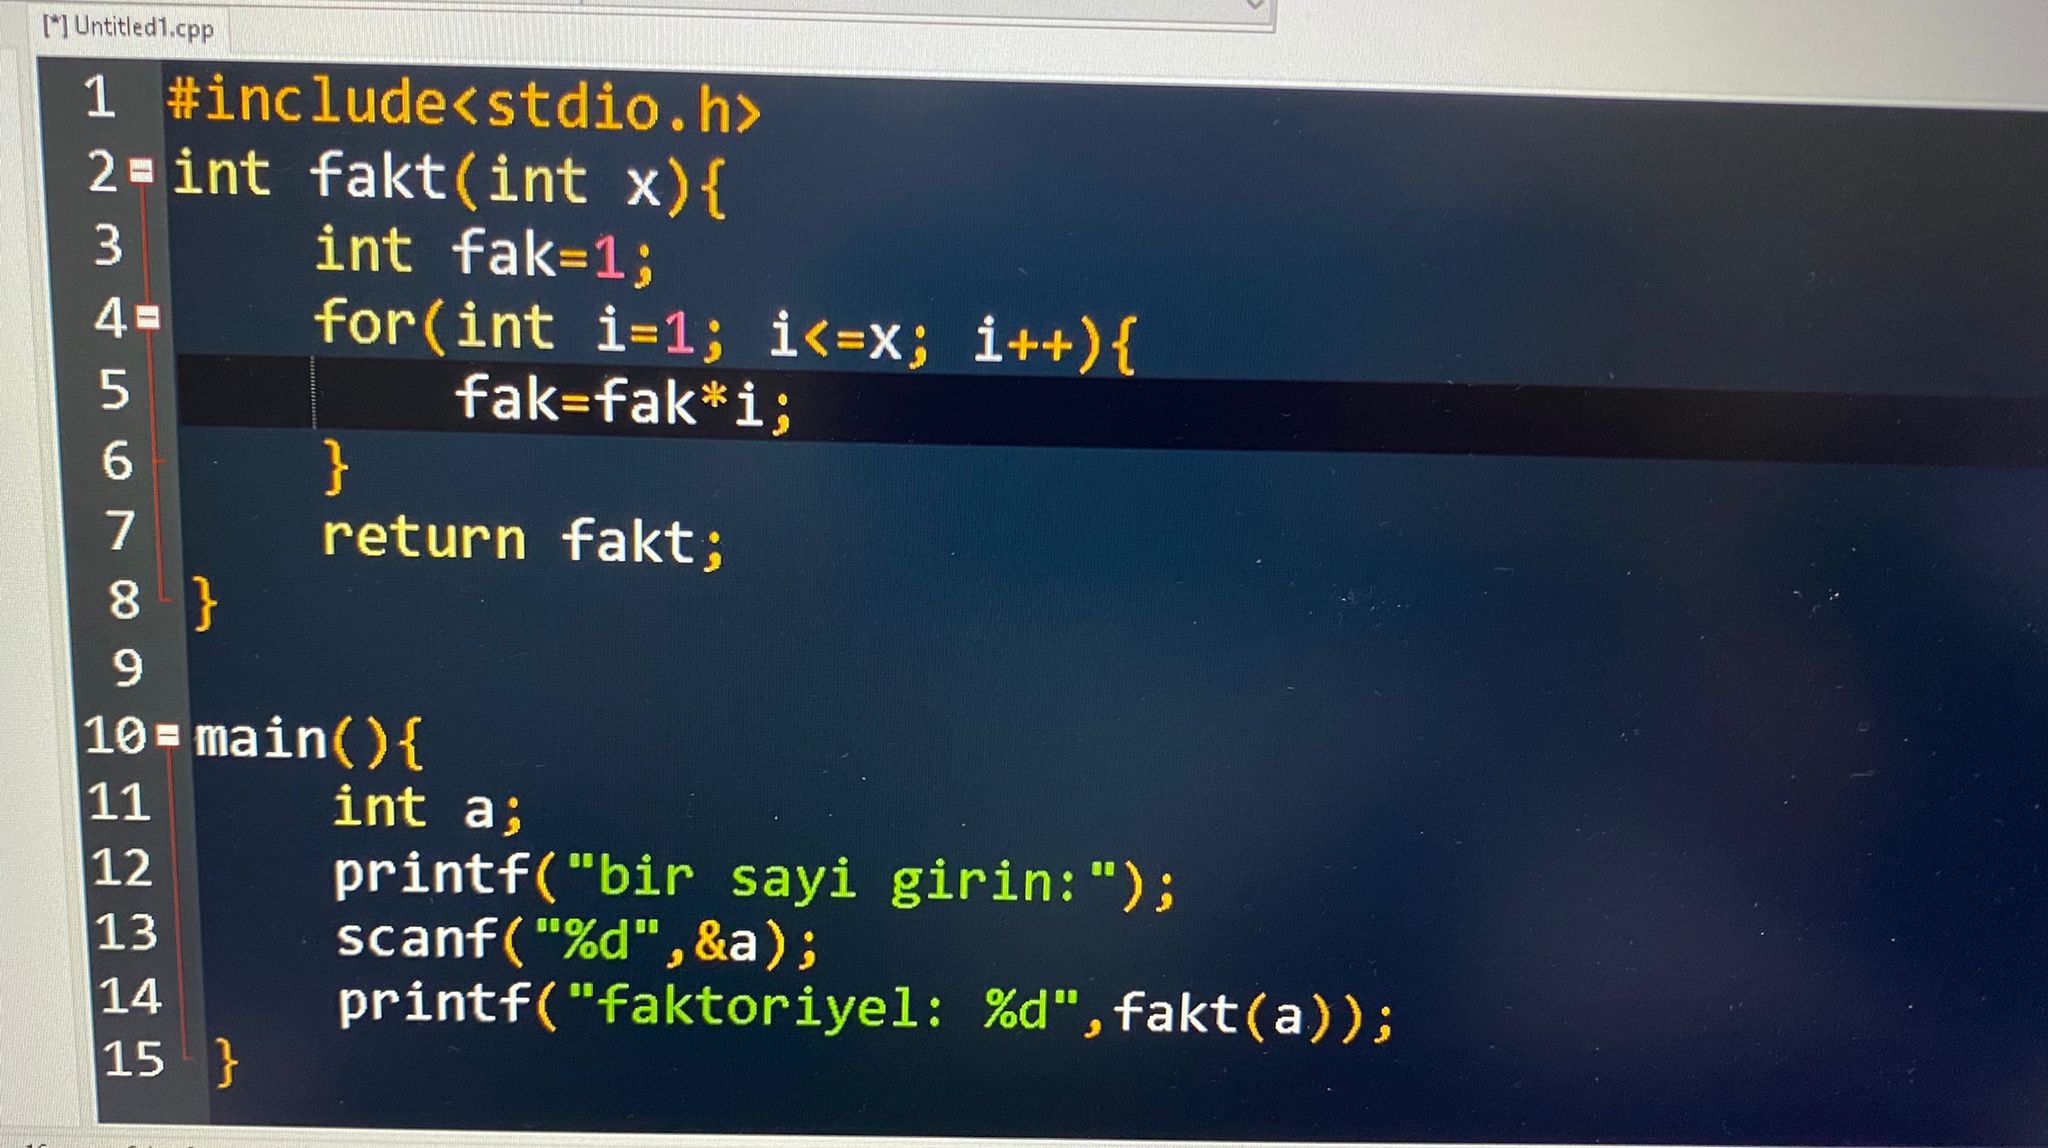 [*] Untitled1.cpp
1 #include<stdio.h>
2 int fakt(int x){
3 int fak=1;
4 for(int i=1; i<=x; i++){
5 fak=fak*i;
6 }
7 return fakt;
8 }
9
10 main(){
11 int a;
12 printf("bir sayi girin:");
13 scanf("%d",&a);
14 printf("faktoriyel: %d",fakt(a));
15 }